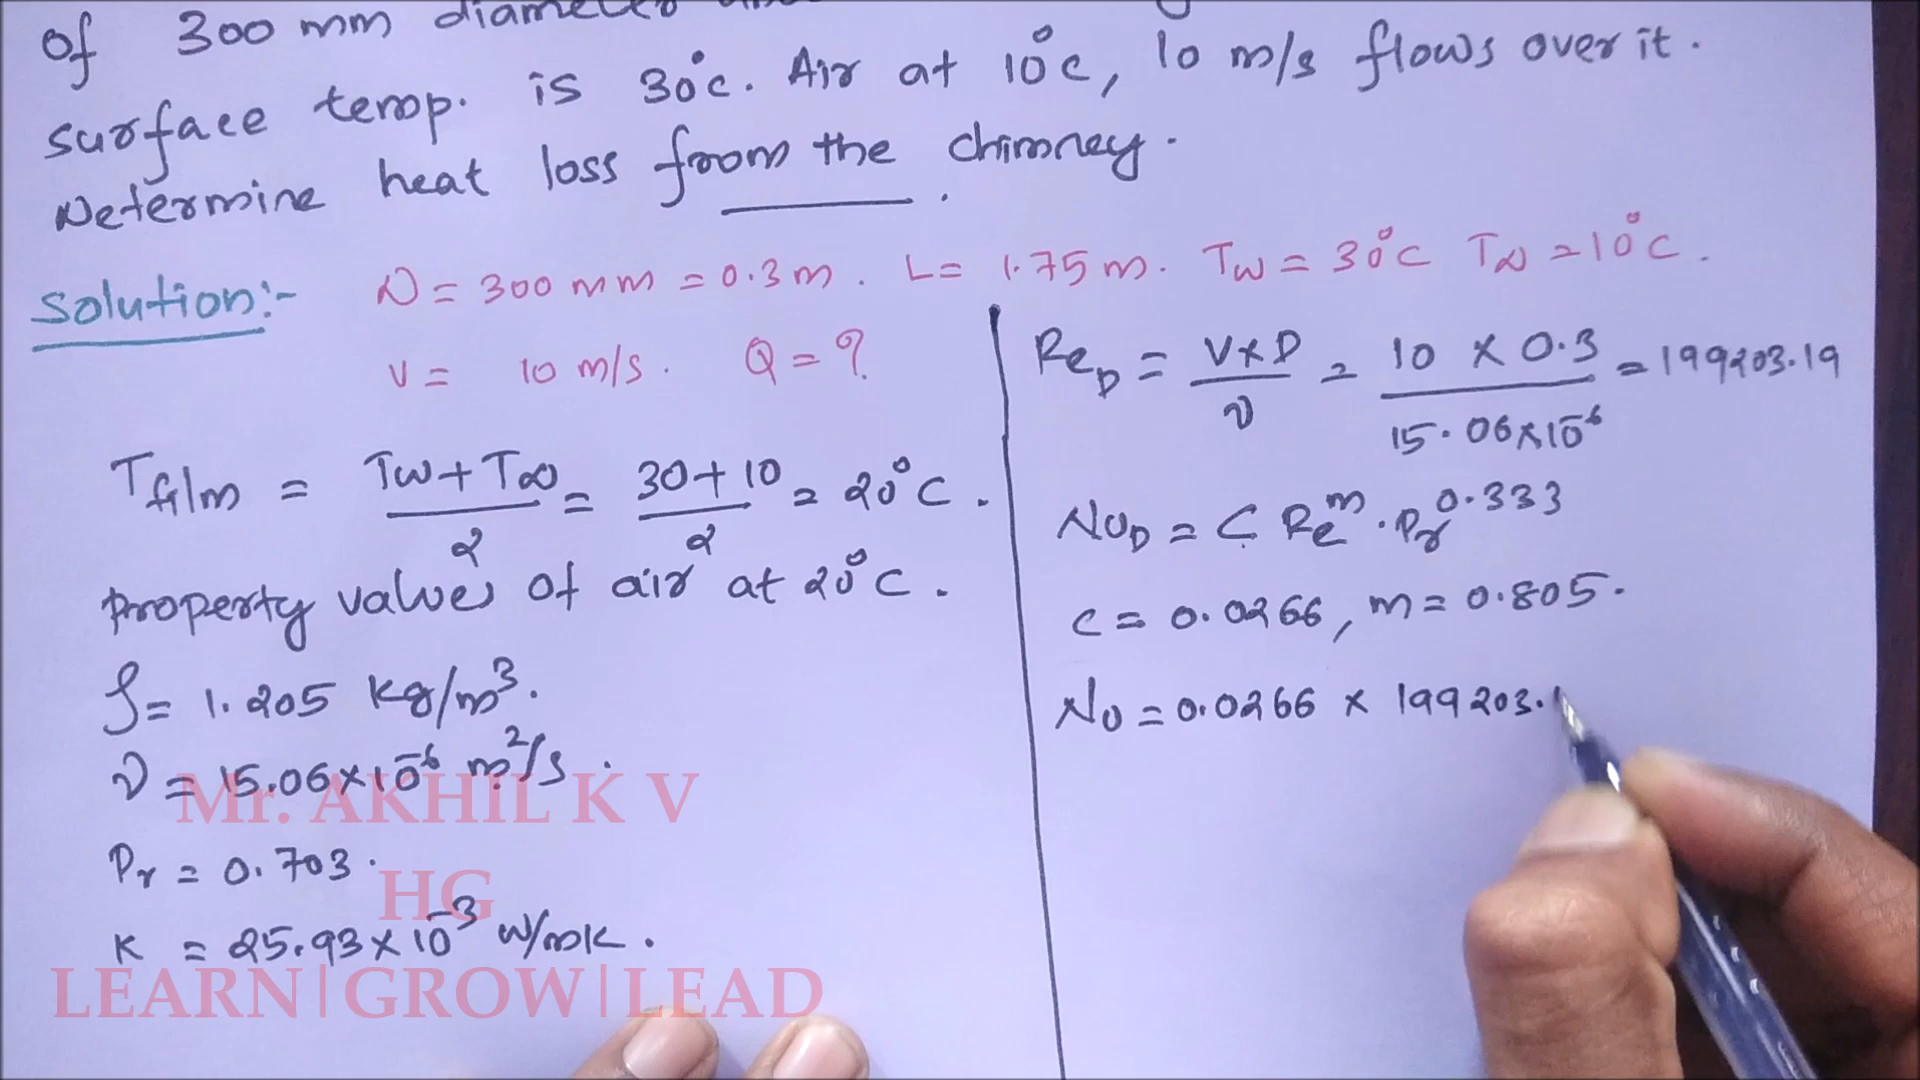 of 300 mm diameter
surface temp. is 30°c. Air at 10°c, 10 m/s flows over it.
Determine heat loss from the chimney.
Solution:-
D = 300 mm = 0.3 m. L = 1.75 m. Tw = 30°C T∞ = 10°C.
V = 10 m/s. Q = ?
Tfilm = (Tw + T∞)/2 = (30 + 10)/2 = 20°C.
Property values of air at 20°C.
ρ = 1.205 kg/m³.
ν = 15.06 × 10⁻⁶ m²/s.
Pr = 0.703.
K = 25.93 × 10⁻³ W/mK.
Re_D = (V × D)/ν = (10 × 0.3)/(15.06 × 10⁻⁶) = 199203.19
Nu_D = C Re^m . Pr^0.333
C = 0.0266, m = 0.805.
Nu = 0.0266 × 199203.
Mr. AKHIL K V
HG
LEARN|GROW|LEAD